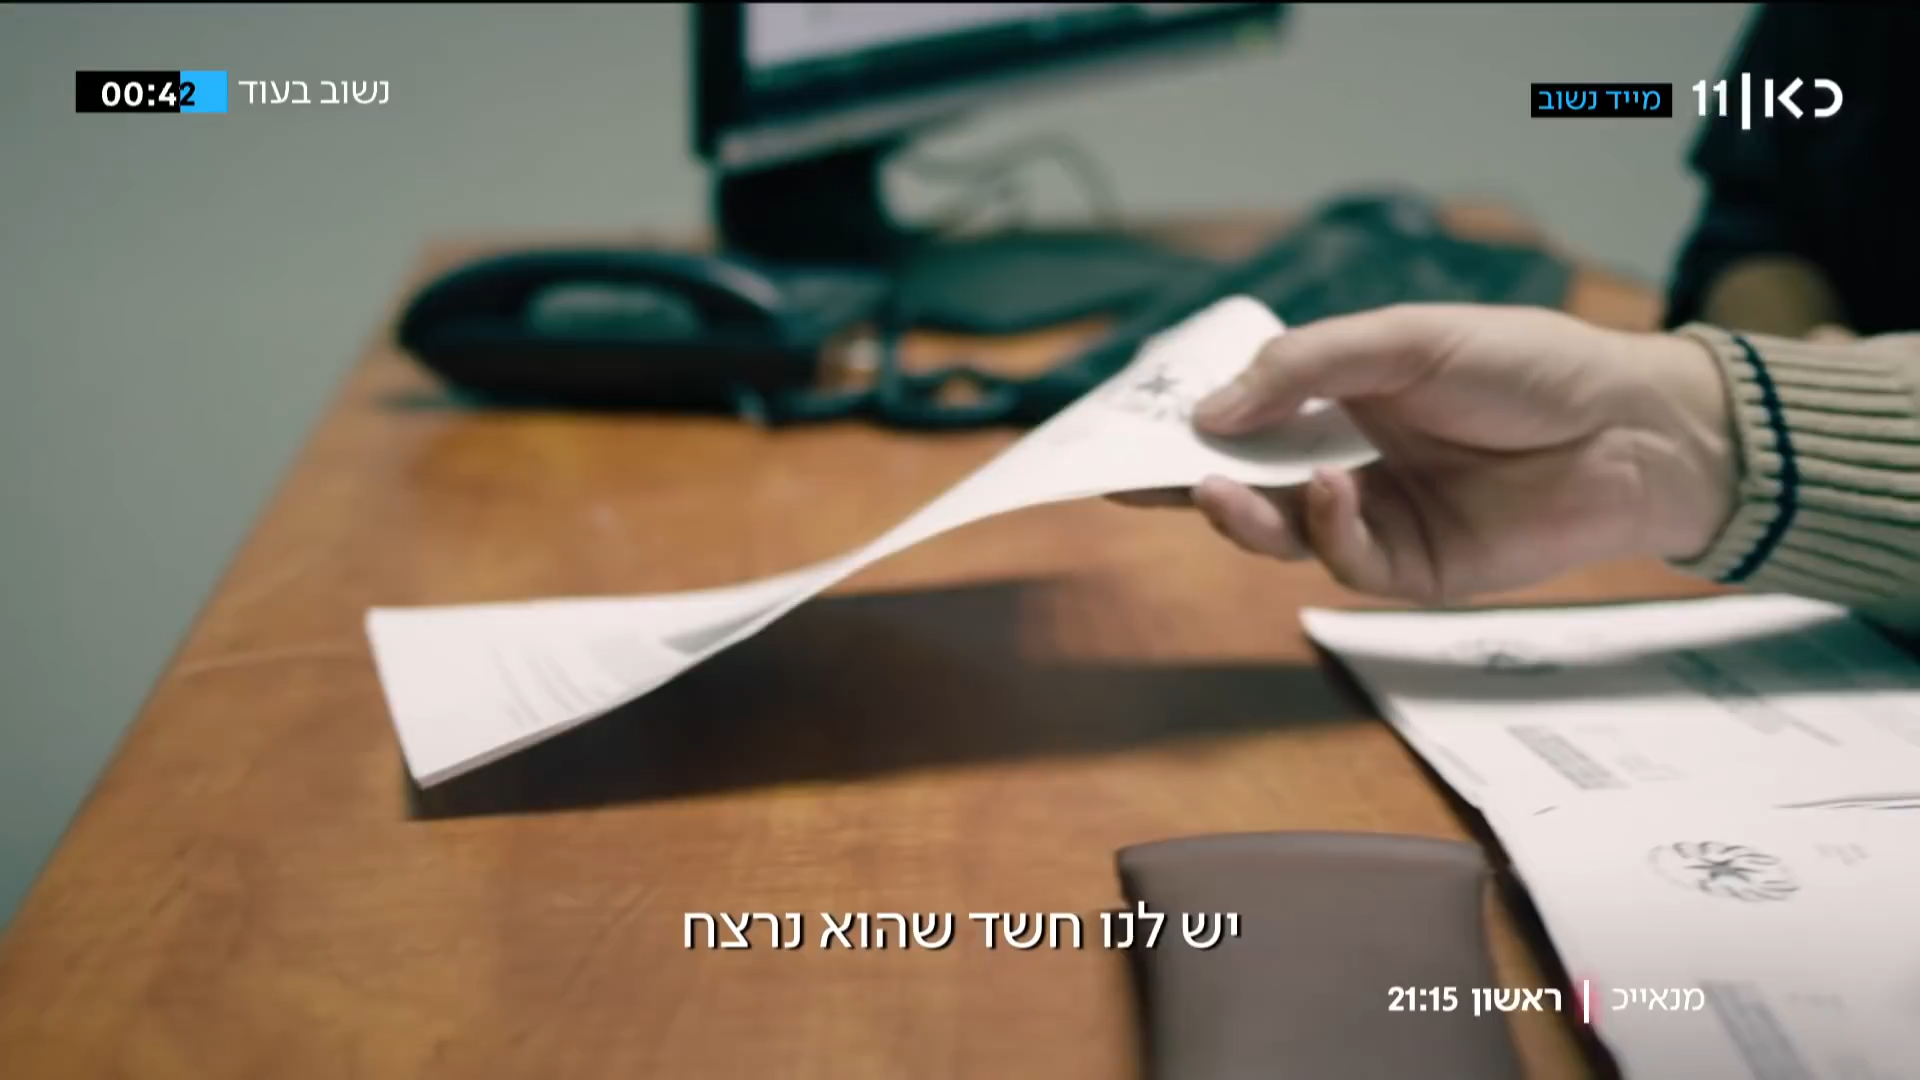 00:42 נשוב בעוד
מייד נשוב
כאן 11
יש לנו חשד שהוא נרצח
מנאייכ | ראשון 21:15